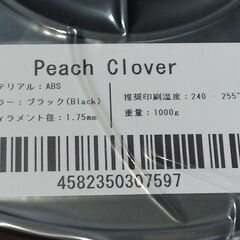 Peach Clover
テリアル：ABS
ラー：ブラック(Black)
ィラメント径：1.75mm
推奨印刷温度：240 - 255°
重量：1000g
4582350307597